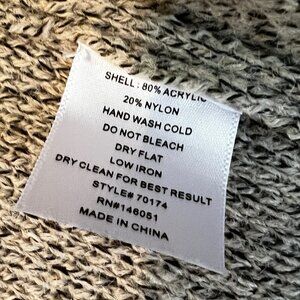 SHELL: 80% ACRYLIC
20% NYLON
HAND WASH COLD
DO NOT BLEACH
DRY FLAT
LOW IRON
DRY CLEAN FOR BEST RESULT
STYLE# 70174
RN#146051
MADE IN CHINA